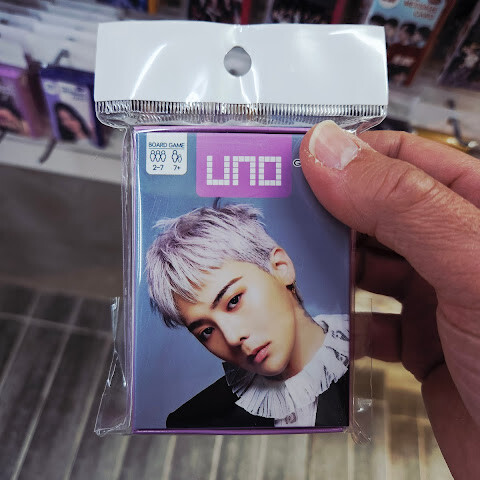 BOARD GAME
2-7 7+
uno
G